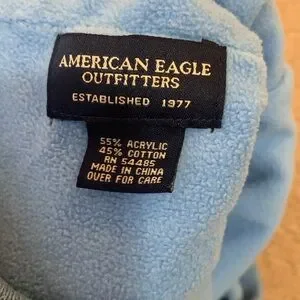 AMERICAN EAGLE
OUTFITTERS
ESTABLISHED 1977
55% ACRYLIC
45% COTTON
RN 54485
MADE IN CHINA
OVER FOR CARE